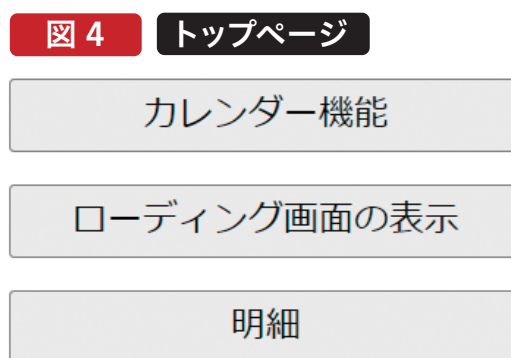 図 4 トップページ
カレンダー機能
ローディング画面の表示
明細